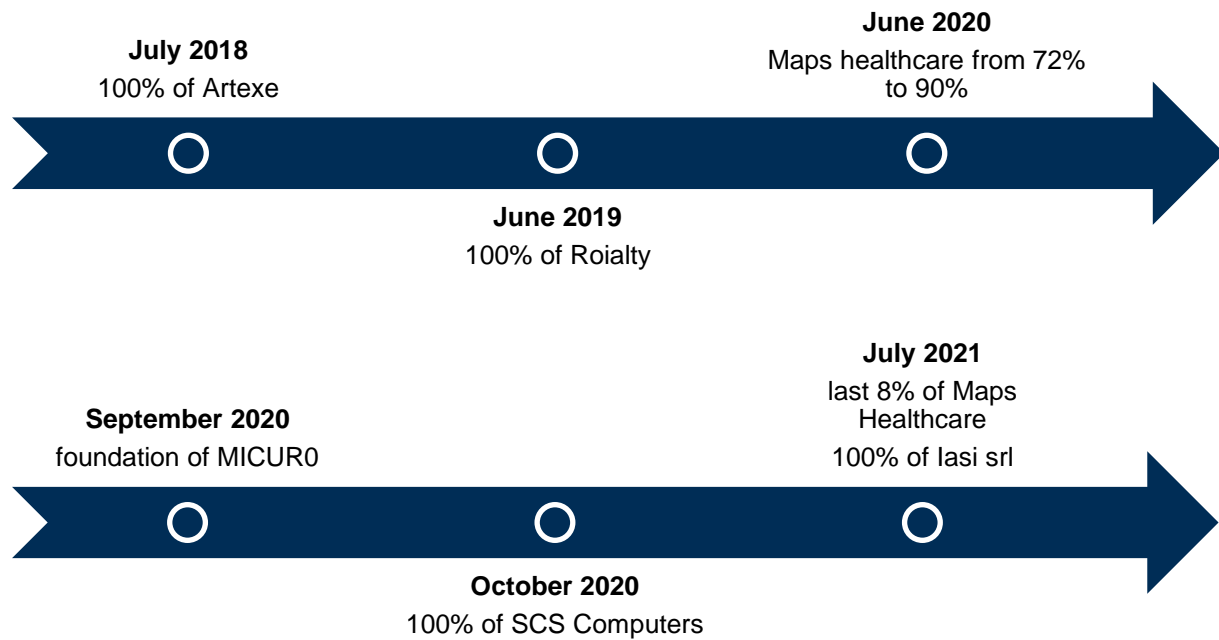 July 2018
100% of Artexe
June 2019
100% of Roialty
June 2020
Maps healthcare from 72%
to 90%
September 2020
foundation of MICUR0
October 2020
100% of SCS Computers
July 2021
last 8% of Maps
Healthcare
100% of Iasi srl